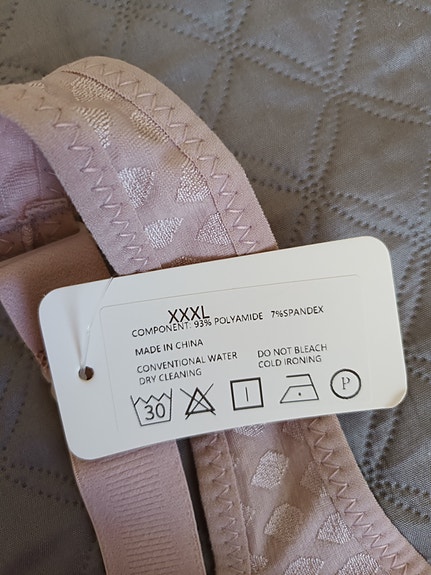 XXXL
COMPONENT: 93% POLYAMIDE 7%SPANDEX
MADE IN CHINA
CONVENTIONAL WATER DO NOT BLEACH
DRY CLEANING COLD IRONING
30 P